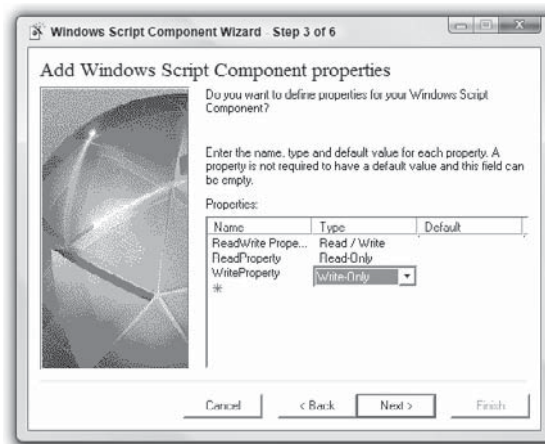 Windows Script Component Wizard - Step 3 of 6
Add Windows Script Component properties
Do you want to define properties for your Windows Script
Component?
Enter the name, type and default value for each property. A
property is not required to have a default value and this field can
be empty.
Properties:
Name Type Default
ReadWrite Prope... Read / Write
ReadProperty Read-Only
WriteProperty Write-Only
*
Cancel < Back Next > Finish